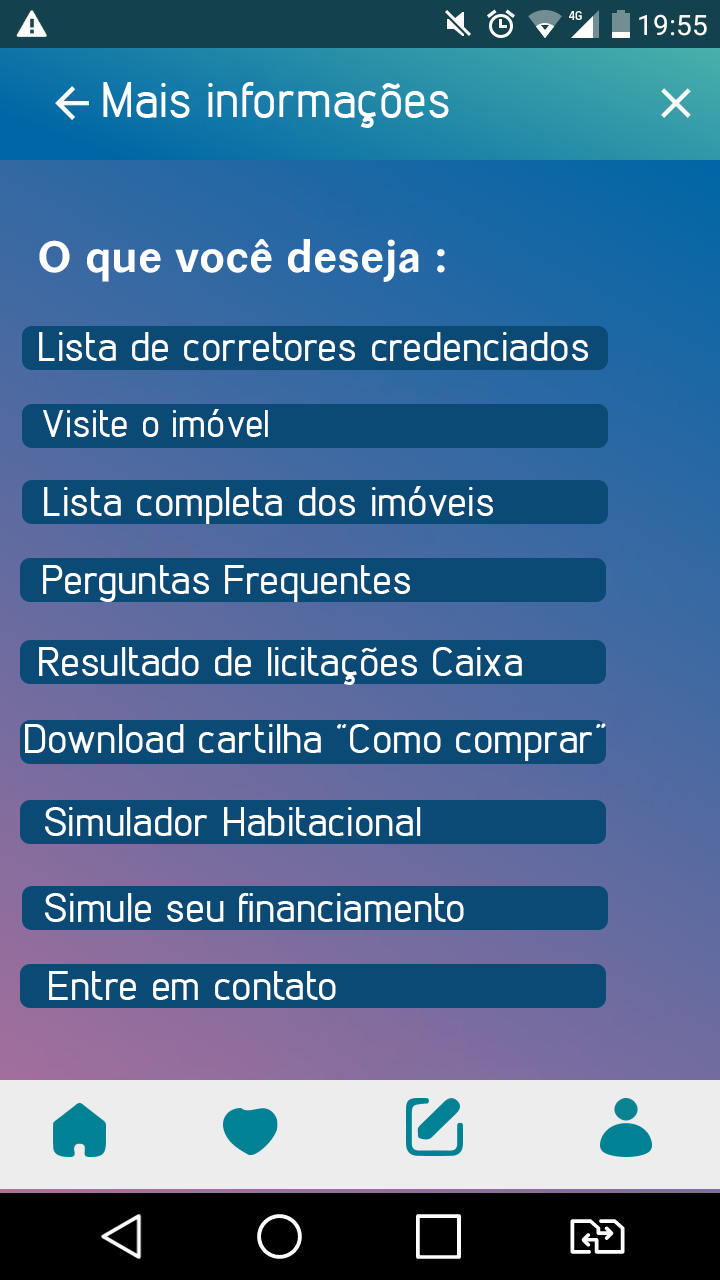 4G 19:55
Mais informações
O que você deseja :
Lista de corretores credenciados
Visite o imóvel
Lista completa dos imóveis
Perguntas Frequentes
Resultado de licitações Caixa
Download cartilha "Como comprar"
Simulador Habitacional
Simule seu financiamento
Entre em contato